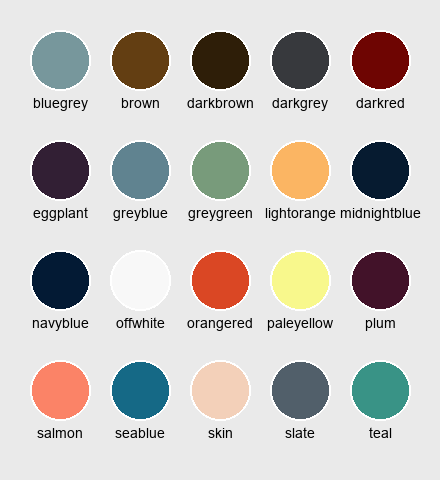 bluegrey brown darkbrown darkgrey darkred
eggplant greyblue greygreen lightorange midnightblue
navyblue offwhite orangered paleyellow plum
salmon seablue skin slate teal